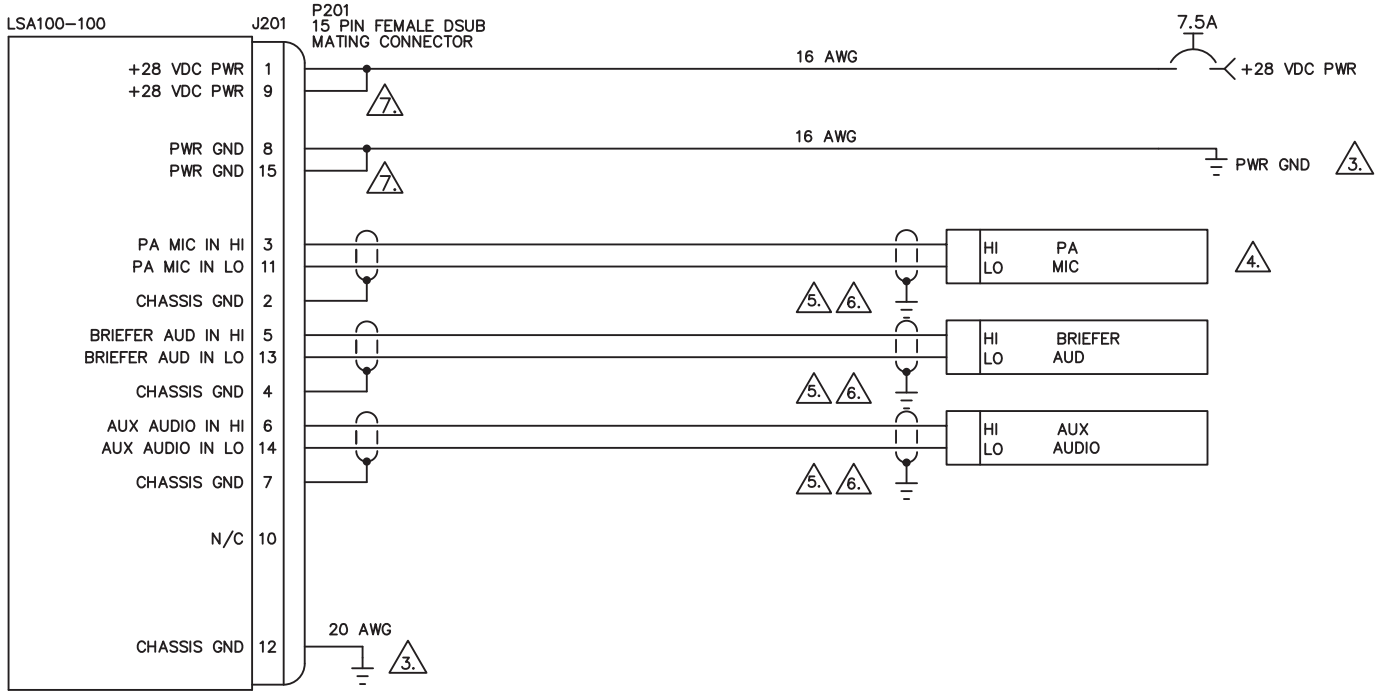 LSA100-100
J201
P201
15 PIN FEMALE DSUB
MATING CONNECTOR
7.5A
+28 VDC PWR 1
16 AWG
+28 VDC PWR
+28 VDC PWR 9
7.
PWR GND 8
16 AWG
PWR GND 15
7.
PWR GND
3.
PA MIC IN HI 3
HI PA
PA MIC IN LO 11
LO MIC
4.
CHASSIS GND 2
5. 6.
BRIEFER AUD IN HI 5
HI BRIEFER
BRIEFER AUD IN LO 13
LO AUD
CHASSIS GND 4
5. 6.
AUX AUDIO IN HI 6
HI AUX
AUX AUDIO IN LO 14
LO AUDIO
CHASSIS GND 7
5. 6.
N/C 10
20 AWG
CHASSIS GND 12
3.